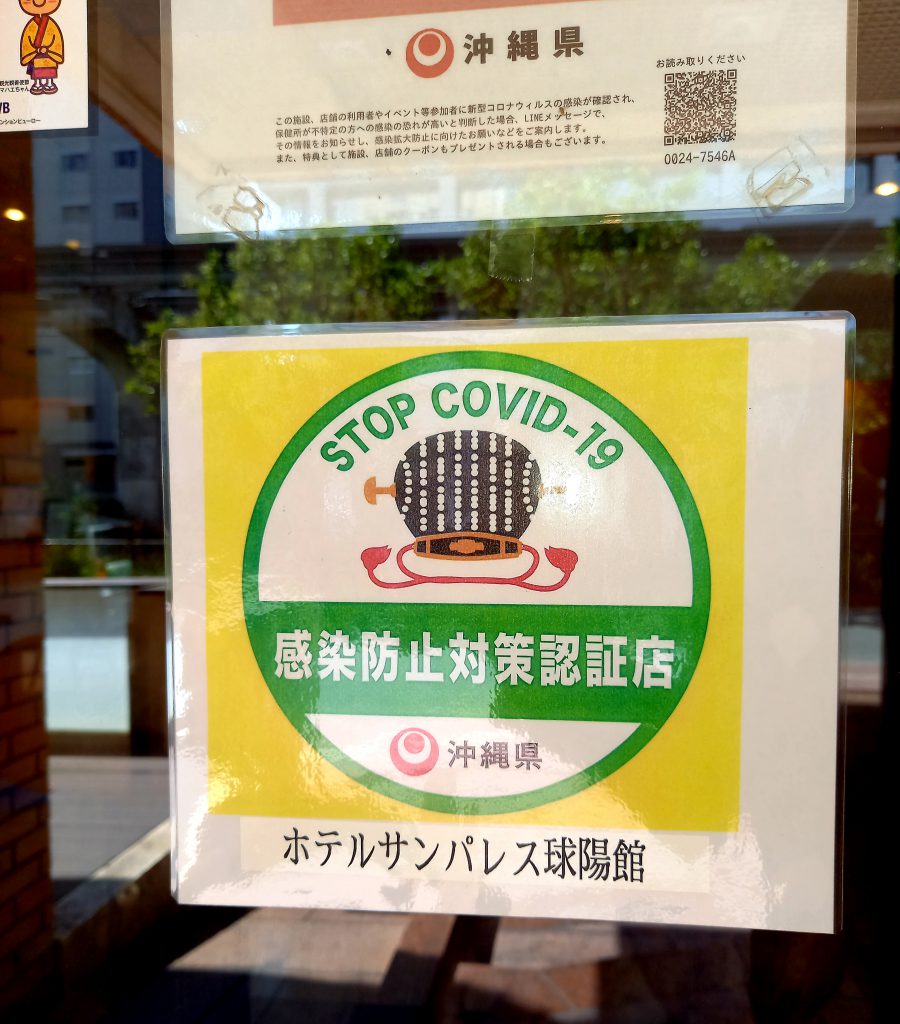 沖縄県
お読み取りください
この施設、店舗の利用者やイベント等参加者に新型コロナウィルスの感染が確認され、
保健所が不特定の方への感染の恐れが高いと判断した場合、LINEメッセージで、
その情報をお知らせし、感染拡大防止に向けたお願いなどをご案内します。
また、特典として施設、店舗のクーポンもプレゼントされる場合もございます。
0024-7546A
マハエちゃん
STOP COVID-19
感染防止対策認証店
沖縄県
ホテルサンパレス球陽館